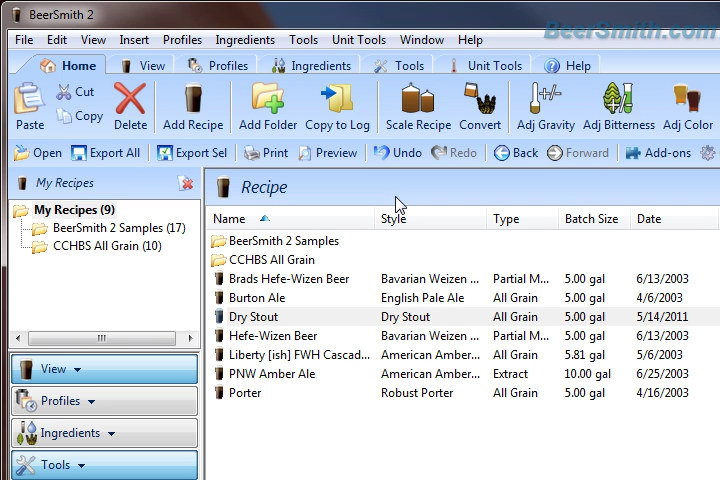 BeerSmith 2
BeerSmith.com
File Edit View Insert Profiles Ingredients Tools Unit Tools Window Help
Home View Profiles Ingredients Tools Unit Tools Help
Paste Cut Copy Delete Add Recipe Add Folder Copy to Log Scale Recipe Convert Adj Gravity Adj Bitterness Adj Color
Open Export All Export Sel Print Preview Undo Redo Back Forward Add-ons
My Recipes
Recipe
My Recipes (9)
BeerSmith 2 Samples (17)
CCHBS All Grain (10)
Name Style Type Batch Size Date
BeerSmith 2 Samples
CCHBS All Grain
Brads Hefe-Wizen Beer Bavarian Weizen ... Partial M... 5.00 gal 6/13/2003
Burton Ale English Pale Ale All Grain 5.00 gal 4/6/2003
Dry Stout Dry Stout All Grain 5.00 gal 5/14/2011
Hefe-Wizen Beer Bavarian Weizen ... Partial M... 5.00 gal 6/13/2003
Liberty [ish] FWH Cascad... American Amber... All Grain 5.81 gal 5/6/2003
PNW Amber Ale American Amber... Extract 10.00 gal 6/25/2003
Porter Robust Porter All Grain 5.00 gal 4/16/2003
View
Profiles
Ingredients
Tools